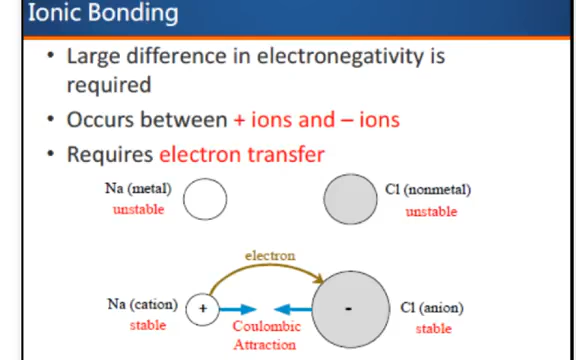 Ionic Bonding
• Large difference in electronegativity is
required
• Occurs between + ions and – ions
• Requires electron transfer
Na (metal)
unstable
Cl (nonmetal)
unstable
electron
Na (cation)
stable
+
Coulombic
Attraction
-
Cl (anion)
stable